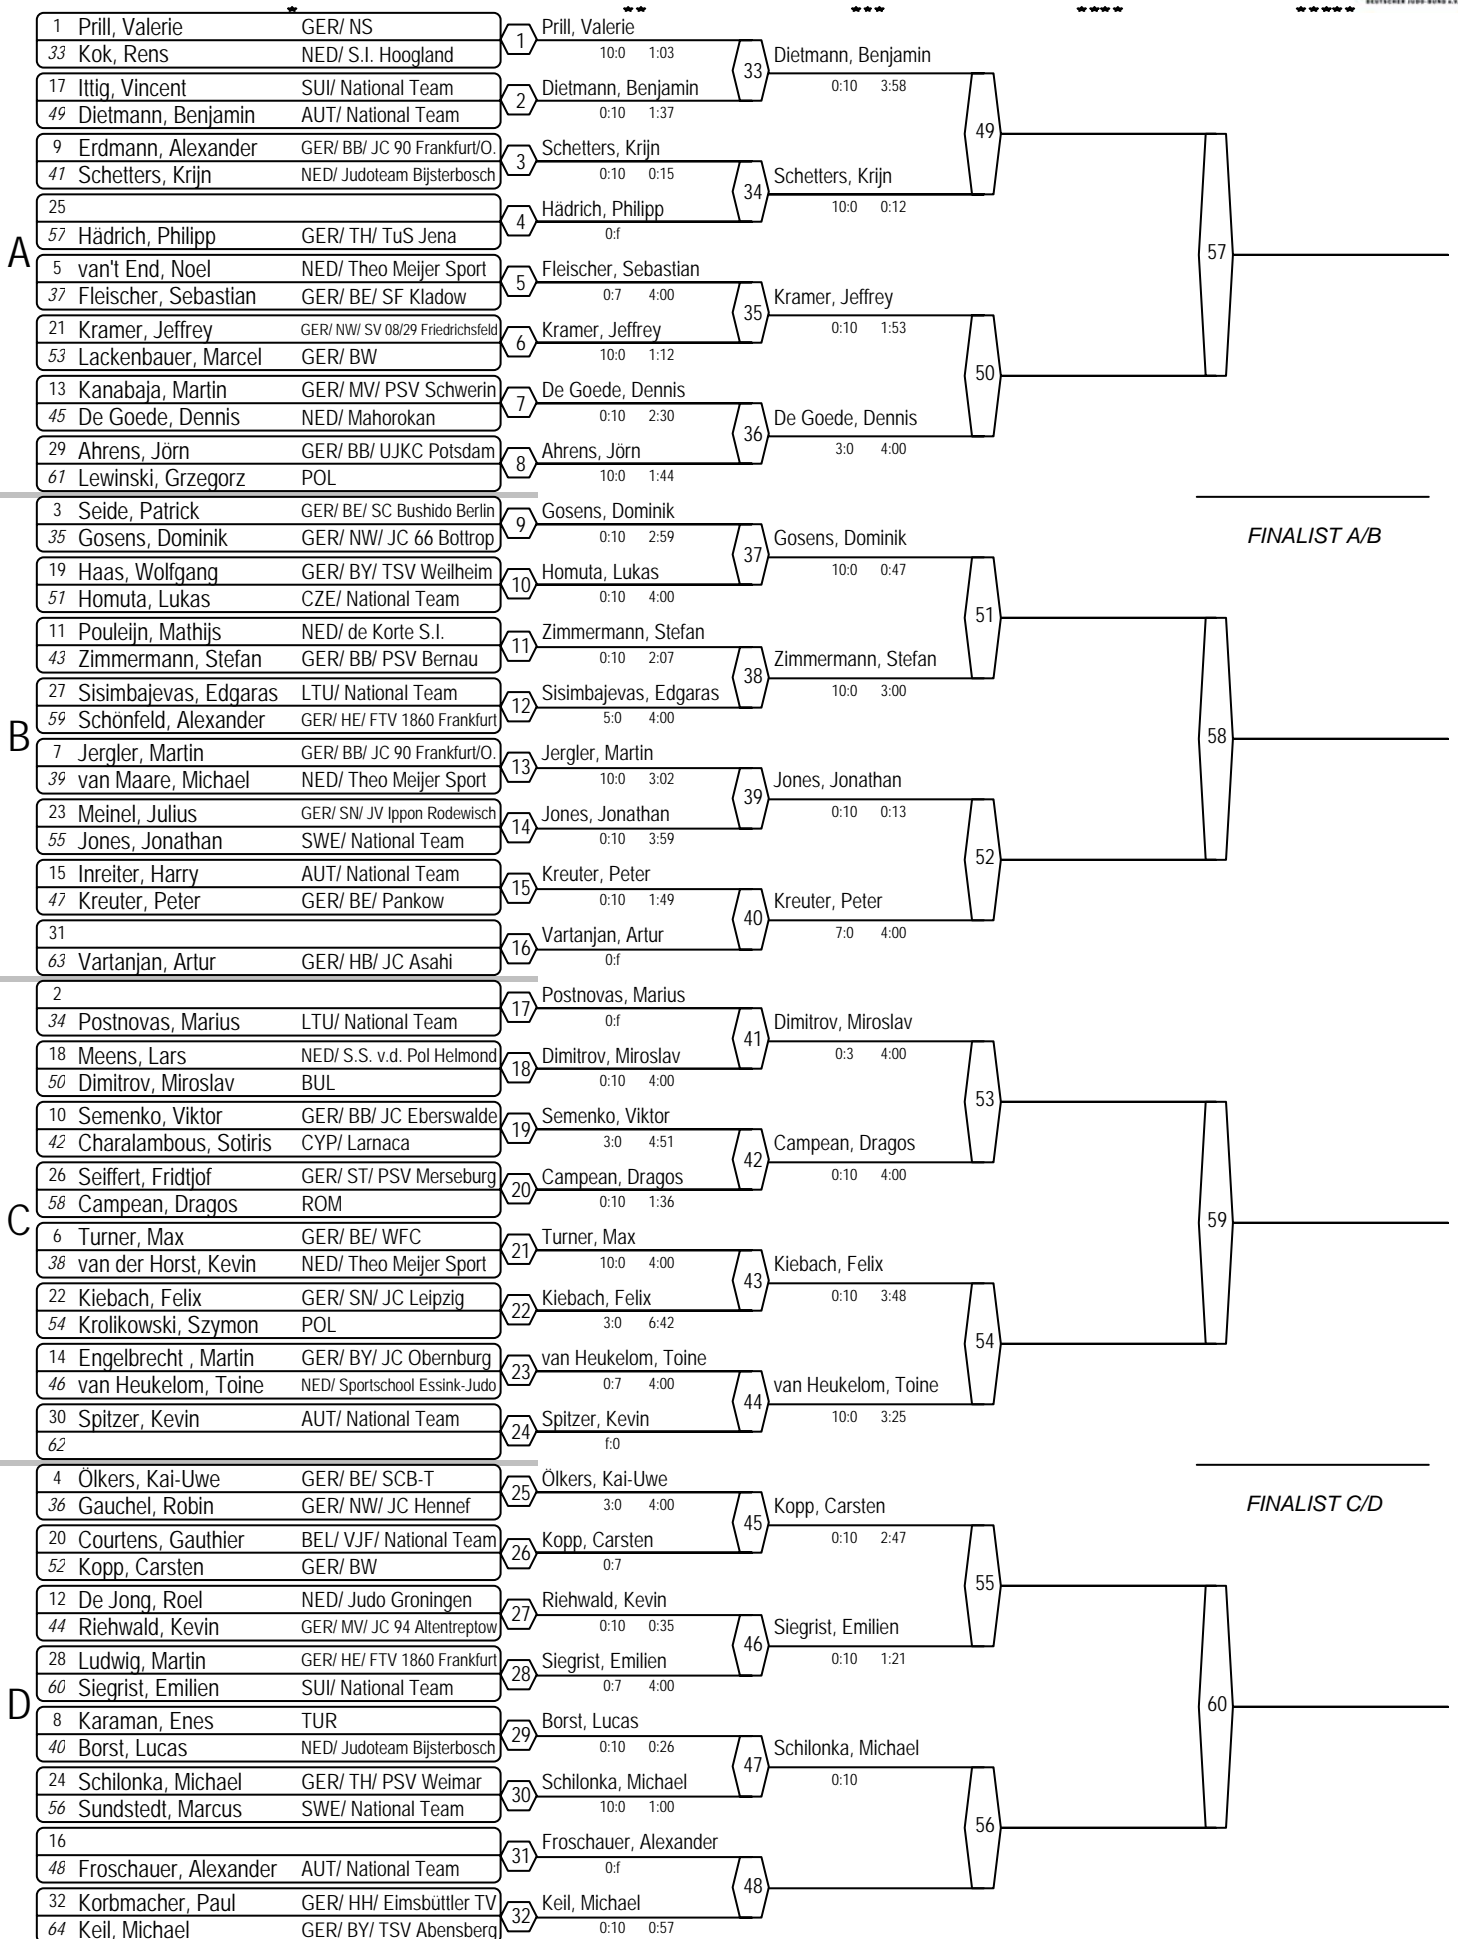 * ** *** **** *****
DEUTSCHER JUDO-BUND e.V.
A
1 Prill, Valerie GER/ NS
33 Kok, Rens NED/ S.I. Hoogland
17 Ittig, Vincent SUI/ National Team
49 Dietmann, Benjamin AUT/ National Team
9 Erdmann, Alexander GER/ BB/ JC 90 Frankfurt/O.
41 Schetters, Krijn NED/ Judoteam Bijsterbosch
25
57 Hädrich, Philipp GER/ TH/ TuS Jena
5 van't End, Noel NED/ Theo Meijer Sport
37 Fleischer, Sebastian GER/ BE/ SF Kladow
21 Kramer, Jeffrey GER/ NW/ SV 08/29 Friedrichsfeld
53 Lackenbauer, Marcel GER/ BW
13 Kanabaja, Martin GER/ MV/ PSV Schwerin
45 De Goede, Dennis NED/ Mahorokan
29 Ahrens, Jörn GER/ BB/ UJKC Potsdam
61 Lewinski, Grzegorz POL
B
3 Seide, Patrick GER/ BE/ SC Bushido Berlin
35 Gosens, Dominik GER/ NW/ JC 66 Bottrop
19 Haas, Wolfgang GER/ BY/ TSV Weilheim
51 Homuta, Lukas CZE/ National Team
11 Pouleijn, Mathijs NED/ de Korte S.I.
43 Zimmermann, Stefan GER/ BB/ PSV Bernau
27 Sisimbajevas, Edgaras LTU/ National Team
59 Schönfeld, Alexander GER/ HE/ FTV 1860 Frankfurt
7 Jergler, Martin GER/ BB/ JC 90 Frankfurt/O.
39 van Maare, Michael NED/ Theo Meijer Sport
23 Meinel, Julius GER/ SN/ JV Ippon Rodewisch
55 Jones, Jonathan SWE/ National Team
15 Inreiter, Harry AUT/ National Team
47 Kreuter, Peter GER/ BE/ Pankow
31
63 Vartanjan, Artur GER/ HB/ JC Asahi
C
2
34 Postnovas, Marius LTU/ National Team
18 Meens, Lars NED/ S.S. v.d. Pol Helmond
50 Dimitrov, Miroslav BUL
10 Semenko, Viktor GER/ BB/ JC Eberswalde
42 Charalambous, Sotiris CYP/ Larnaca
26 Seiffert, Fridtjof GER/ ST/ PSV Merseburg
58 Campean, Dragos ROM
6 Turner, Max GER/ BE/ WFC
38 van der Horst, Kevin NED/ Theo Meijer Sport
22 Kiebach, Felix GER/ SN/ JC Leipzig
54 Krolikowski, Szymon POL
14 Engelbrecht , Martin GER/ BY/ JC Obernburg
46 van Heukelom, Toine NED/ Sportschool Essink-Judo
30 Spitzer, Kevin AUT/ National Team
62
D
4 Ölkers, Kai-Uwe GER/ BE/ SCB-T
36 Gauchel, Robin GER/ NW/ JC Hennef
20 Courtens, Gauthier BEL/ VJF/ National Team
52 Kopp, Carsten GER/ BW
12 De Jong, Roel NED/ Judo Groningen
44 Riehwald, Kevin GER/ MV/ JC 94 Altentreptow
28 Ludwig, Martin GER/ HE/ FTV 1860 Frankfurt
60 Siegrist, Emilien SUI/ National Team
8 Karaman, Enes TUR
40 Borst, Lucas NED/ Judoteam Bijsterbosch
24 Schilonka, Michael GER/ TH/ PSV Weimar
56 Sundstedt, Marcus SWE/ National Team
16
48 Froschauer, Alexander AUT/ National Team
32 Korbmacher, Paul GER/ HH/ Eimsbüttler TV
64 Keil, Michael GER/ BY/ TSV Abensberg
1 Prill, Valerie
10:0 1:03
2 Dietmann, Benjamin
0:10 1:37
3 Schetters, Krijn
0:10 0:15
4 Hädrich, Philipp
0:f
5 Fleischer, Sebastian
0:7 4:00
6 Kramer, Jeffrey
10:0 1:12
7 De Goede, Dennis
0:10 2:30
8 Ahrens, Jörn
10:0 1:44
9 Gosens, Dominik
0:10 2:59
10 Homuta, Lukas
0:10 4:00
11 Zimmermann, Stefan
0:10 2:07
12 Sisimbajevas, Edgaras
5:0 4:00
13 Jergler, Martin
10:0 3:02
14 Jones, Jonathan
0:10 3:59
15 Kreuter, Peter
0:10 1:49
16 Vartanjan, Artur
0:f
17 Postnovas, Marius
0:f
18 Dimitrov, Miroslav
0:10 4:00
19 Semenko, Viktor
3:0 4:51
20 Campean, Dragos
0:10 1:36
21 Turner, Max
10:0 4:00
22 Kiebach, Felix
3:0 6:42
23 van Heukelom, Toine
0:7 4:00
24 Spitzer, Kevin
f:0
25 Ölkers, Kai-Uwe
3:0 4:00
26 Kopp, Carsten
0:7
27 Riehwald, Kevin
0:10 0:35
28 Siegrist, Emilien
0:7 4:00
29 Borst, Lucas
0:10 0:26
30 Schilonka, Michael
10:0 1:00
31 Froschauer, Alexander
0:f
32 Keil, Michael
0:10 0:57
33 Dietmann, Benjamin
0:10 3:58
34 Schetters, Krijn
10:0 0:12
35 Kramer, Jeffrey
0:10 1:53
36 De Goede, Dennis
3:0 4:00
37 Gosens, Dominik
10:0 0:47
38 Zimmermann, Stefan
10:0 3:00
39 Jones, Jonathan
0:10 0:13
40 Kreuter, Peter
7:0 4:00
41 Dimitrov, Miroslav
0:3 4:00
42 Campean, Dragos
0:10 4:00
43 Kiebach, Felix
0:10 3:48
44 van Heukelom, Toine
10:0 3:25
45 Kopp, Carsten
0:10 2:47
46 Siegrist, Emilien
0:10 1:21
47 Schilonka, Michael
0:10
48
49
50
51
52
53
54
55
56
57
58
59
60
FINALIST A/B
FINALIST C/D